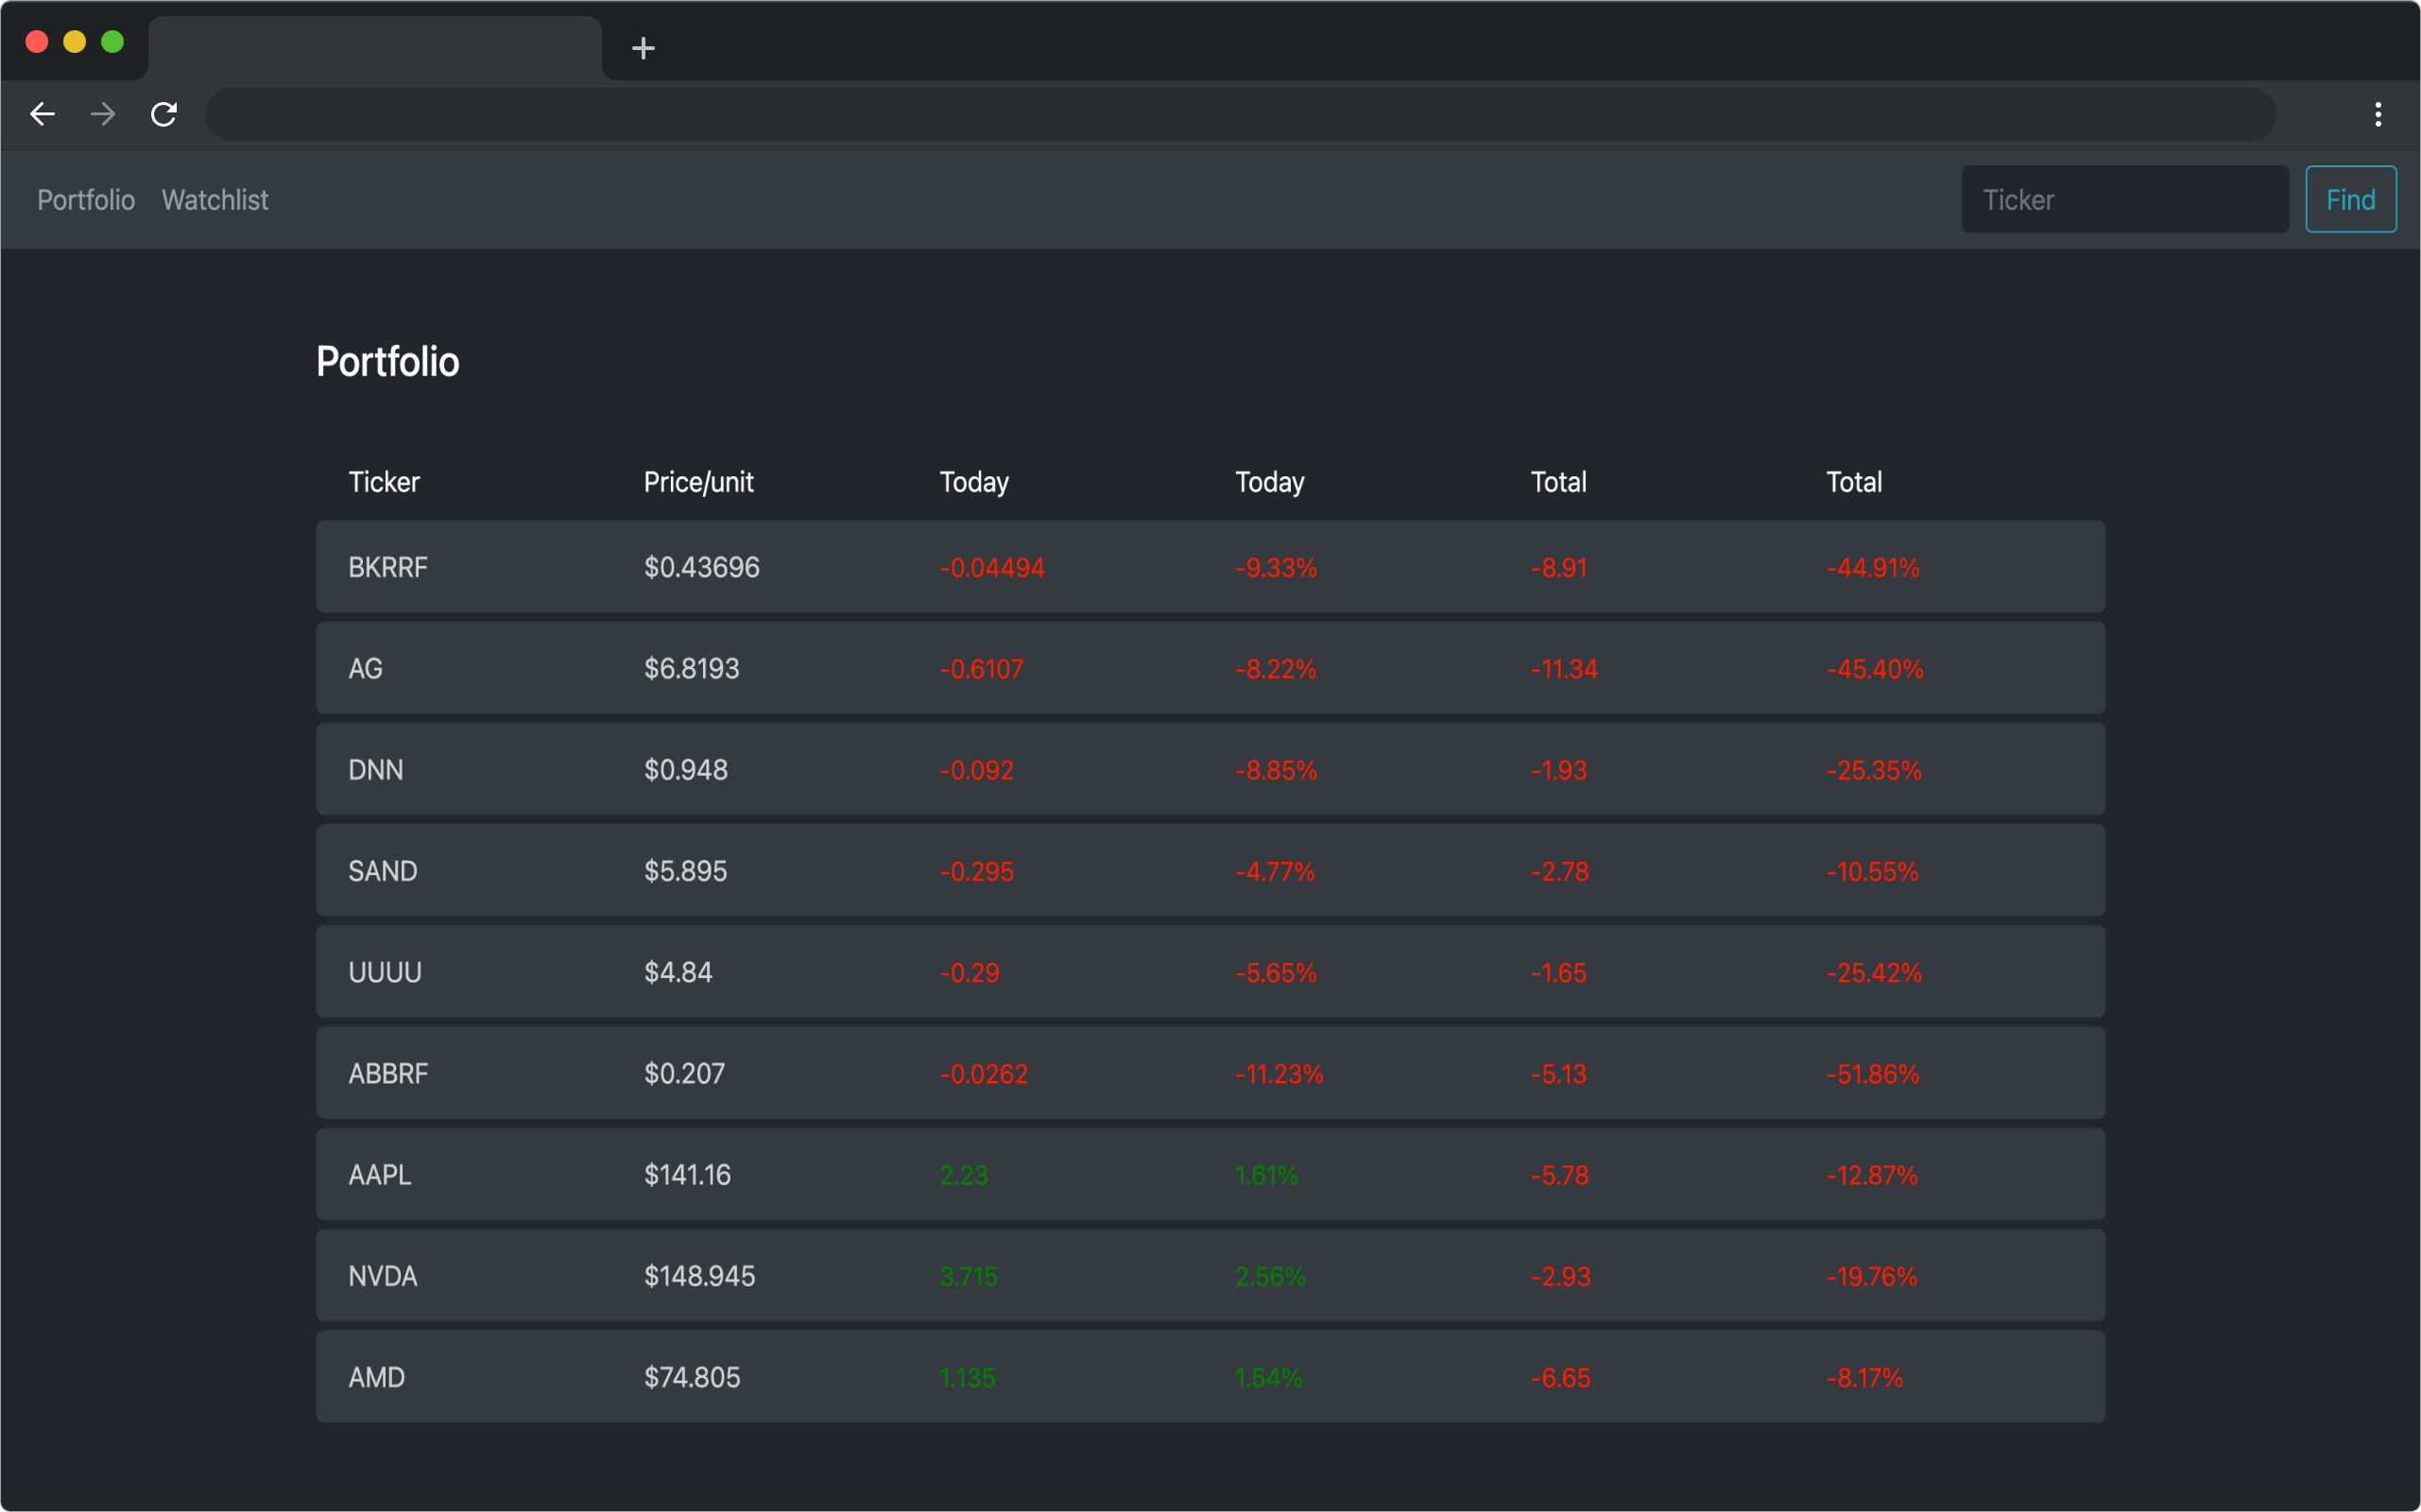 Portfolio Watchlist Ticker Find
Portfolio
Ticker Price/unit Today Today Total Total
BKRRF $0.43696 -0.04494 -9.33% -8.91 -44.91%
AG $6.8193 -0.6107 -8.22% -11.34 -45.40%
DNN $0.948 -0.092 -8.85% -1.93 -25.35%
SAND $5.895 -0.295 -4.77% -2.78 -10.55%
UUUU $4.84 -0.29 -5.65% -1.65 -25.42%
ABBRF $0.207 -0.0262 -11.23% -5.13 -51.86%
AAPL $141.16 2.23 1.61% -5.78 -12.87%
NVDA $148.945 3.715 2.56% -2.93 -19.76%
AMD $74.805 1.135 1.54% -6.65 -8.17%